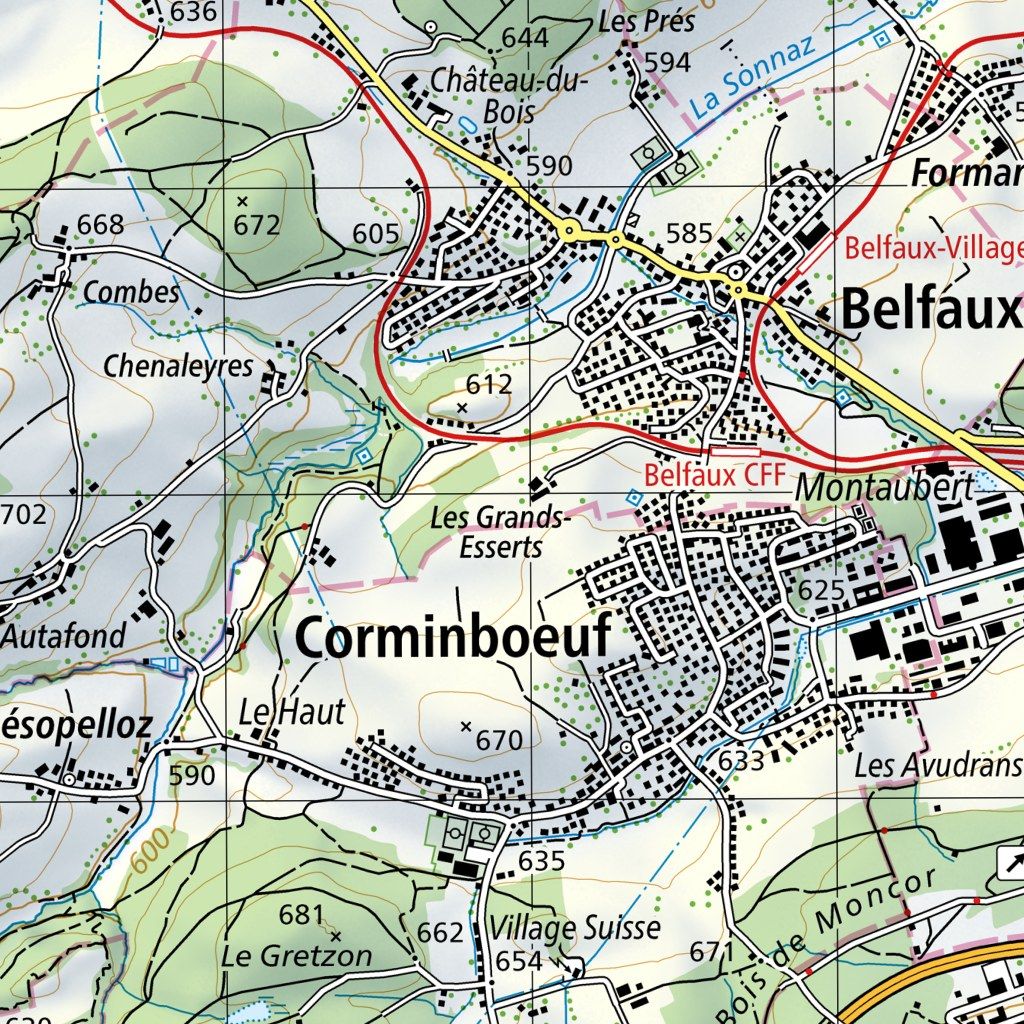 636
644
Les Prés
594
La Sonnaz
Château-du-
Bois
590
Formar
668
672
605
585
Belfaux-Village
Combes
Belfaux
Chenaleyres
612
Belfaux CFF
Montaubert
702
Les Grands-
Esserts
625
Corminboeuf
Autafond
ésopelloz
Le Haut
670
633
Les Avudrans
590
600
635
681
662
Village Suisse
Le Gretzon
654
671
Bois de Moncor